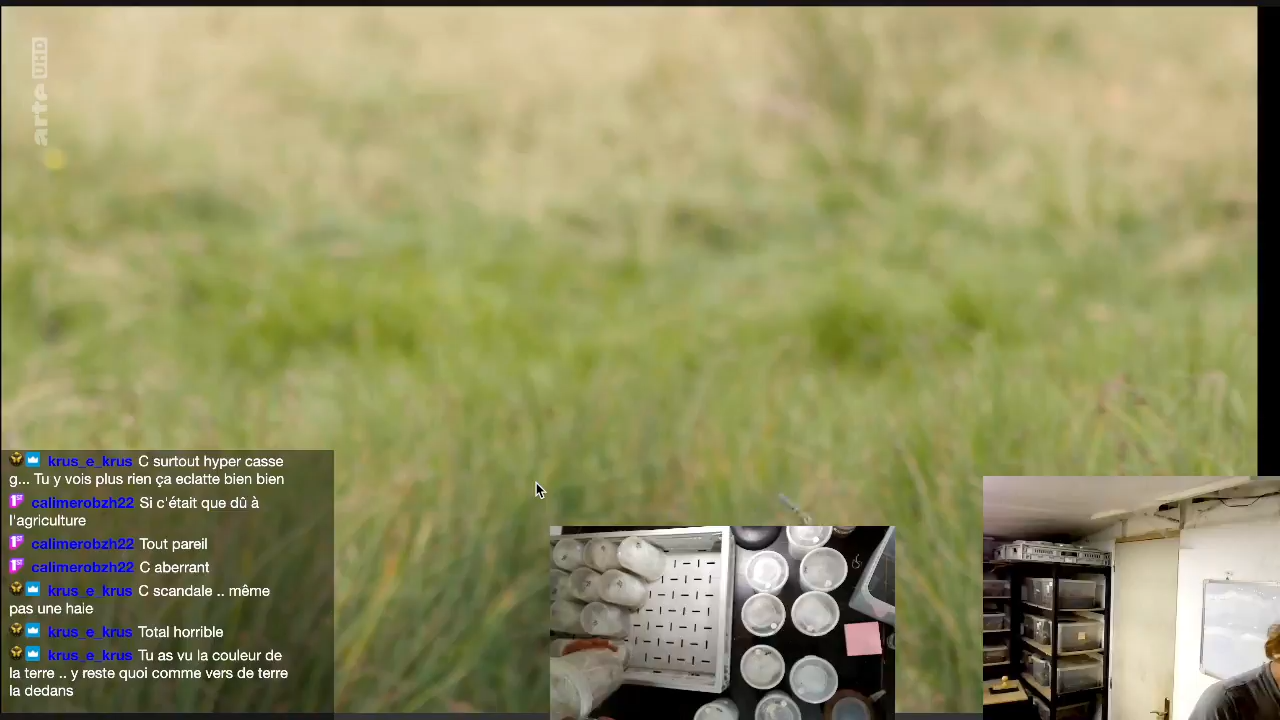 arte UHD
krus_e_krus C surtout hyper casse
g... Tu y vois plus rien ça eclatte bien bien
calimerobzh22 Si c'était que dû à
l'agriculture
calimerobzh22 Tout pareil
calimerobzh22 C aberrant
krus_e_krus C scandale .. même
pas une haie
krus_e_krus Total horrible
krus_e_krus Tu as vu la couleur de
la terre .. y reste quoi comme vers de terre
la dedans